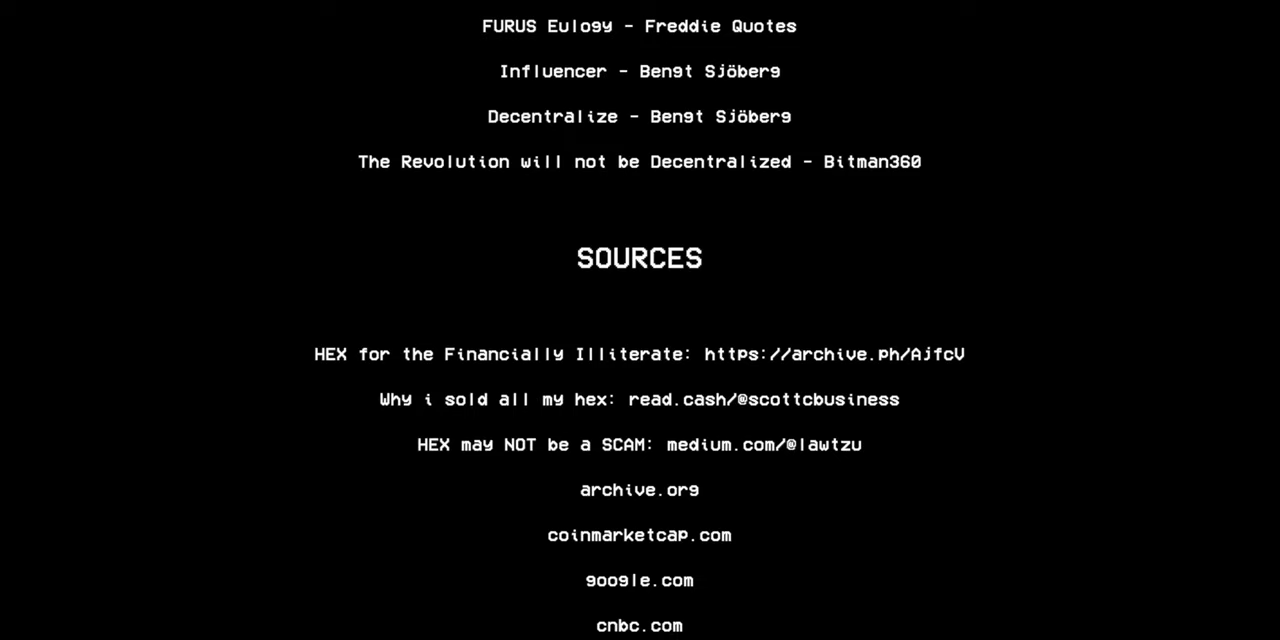 FURUS Eulogy - Freddie Quotes
Influencer - Bengt Sjöberg
Decentralize - Bengt Sjöberg
The Revolution will not be Decentralized - Bitman360
SOURCES
HEX for the Financially Illiterate: https://archive.ph/AjfcV
Why i sold all my hex: read.cash/@scottcbusiness
HEX may NOT be a SCAM: medium.com/@lawtzu
archive.org
coinmarketcap.com
google.com
cnbc.com